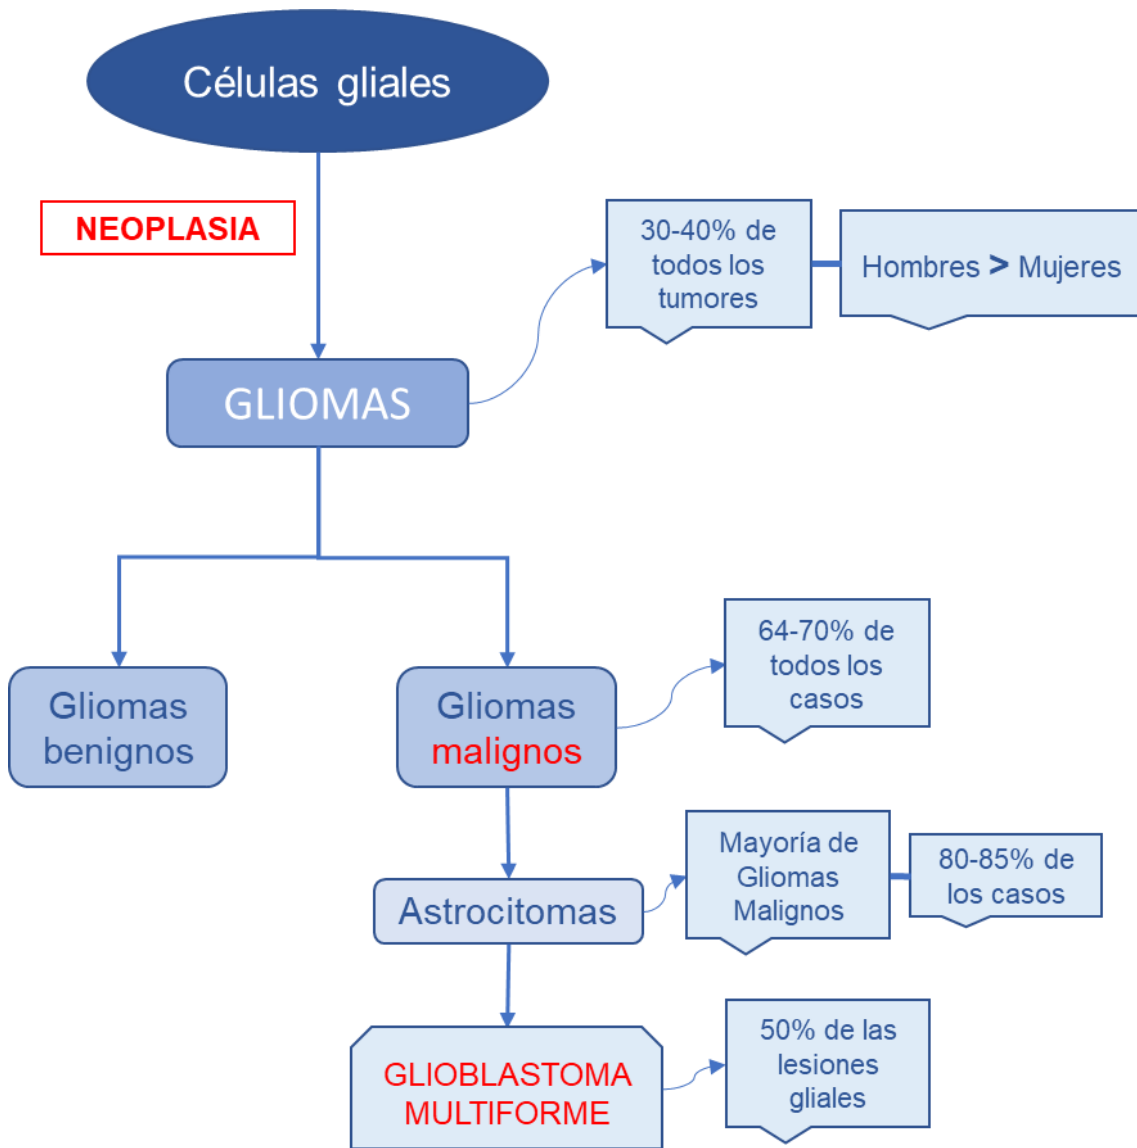 Células gliales
NEOPLASIA
30-40% de
todos los
tumores
Hombres > Mujeres
GLIOMAS
64-70% de
todos los
casos
Gliomas
benignos
Gliomas
malignos
Mayoría de
Gliomas
Malignos
80-85% de
los casos
Astrocitomas
50% de las
lesiones
gliales
GLIOBLASTOMA
MULTIFORME